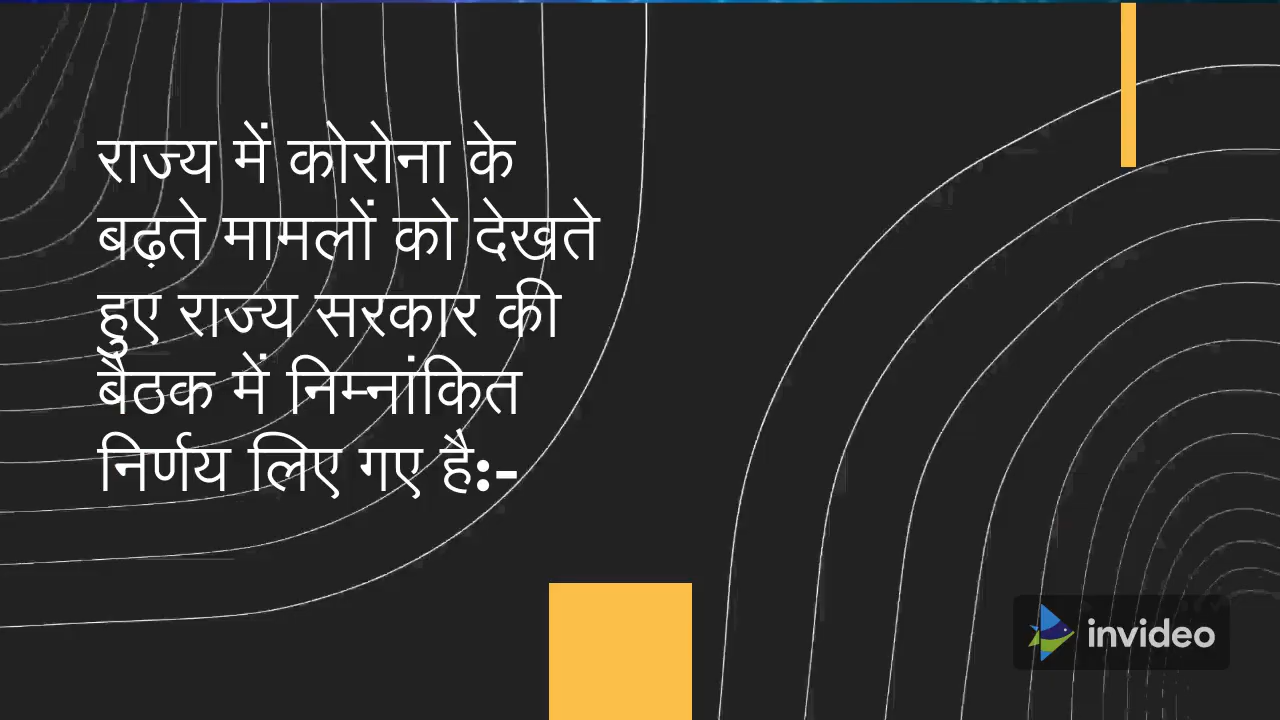 राज्य में कोरोना के
बढ़ते मामलों को देखते
हुए राज्य सरकार की
बैठक में निम्नांकित
निर्णय लिए गए है:-
invideo